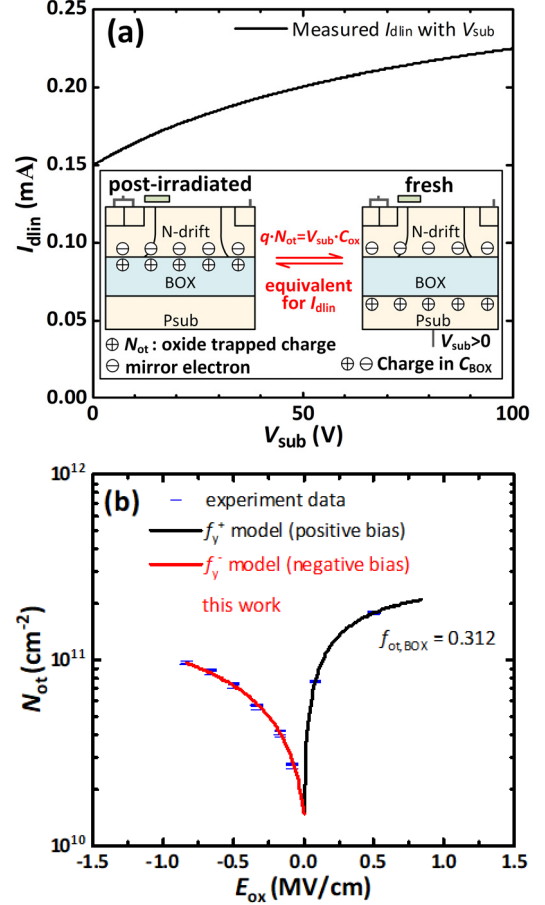 (a)
Measured Idlin with Vsub
0.25
0.20
0.15
0.10
0.05
0.00
Idlin (mA)
post-irradiated
fresh
N-drift
N-drift
q·Not=Vsub·Cox
equivalent
for Idlin
BOX
BOX
Psub
Psub
Vsub>0
⊕ Not : oxide trapped charge
⊖ mirror electron
⊕ ⊖ Charge in CBOX
0
50
100
Vsub (V)
(b)
experiment data
fy+ model (positive bias)
fy- model (negative bias)
this work
fot,BOX = 0.312
10^12
10^11
10^10
Not (cm-2)
-1.5
-1.0
-0.5
0.0
0.5
1.0
1.5
Eox (MV/cm)